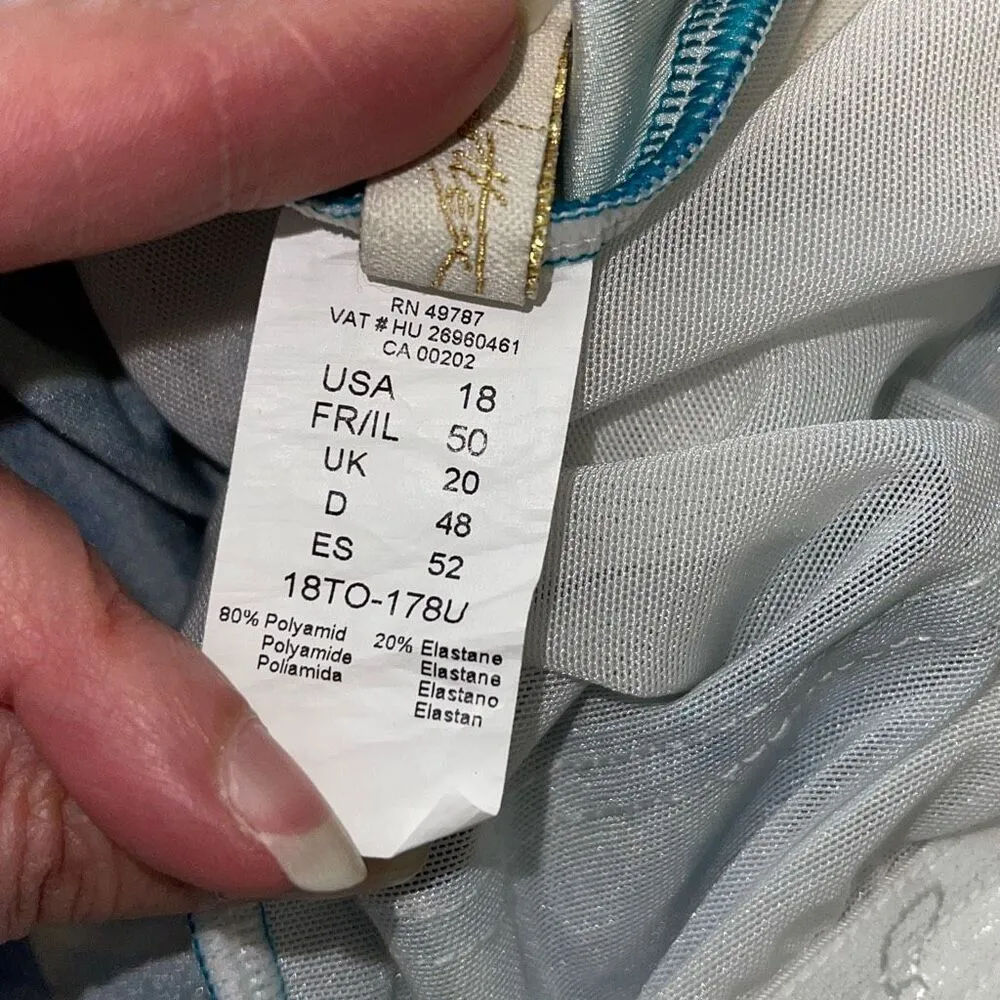 RN 49787
VAT # HU 26960461
CA 00202
USA 18
FR/IL 50
UK 20
D 48
ES 52
18TO-178U
80% Polyamid 20% Elastane
Polyamide Elastane
Poliamida Elastano
Elastan